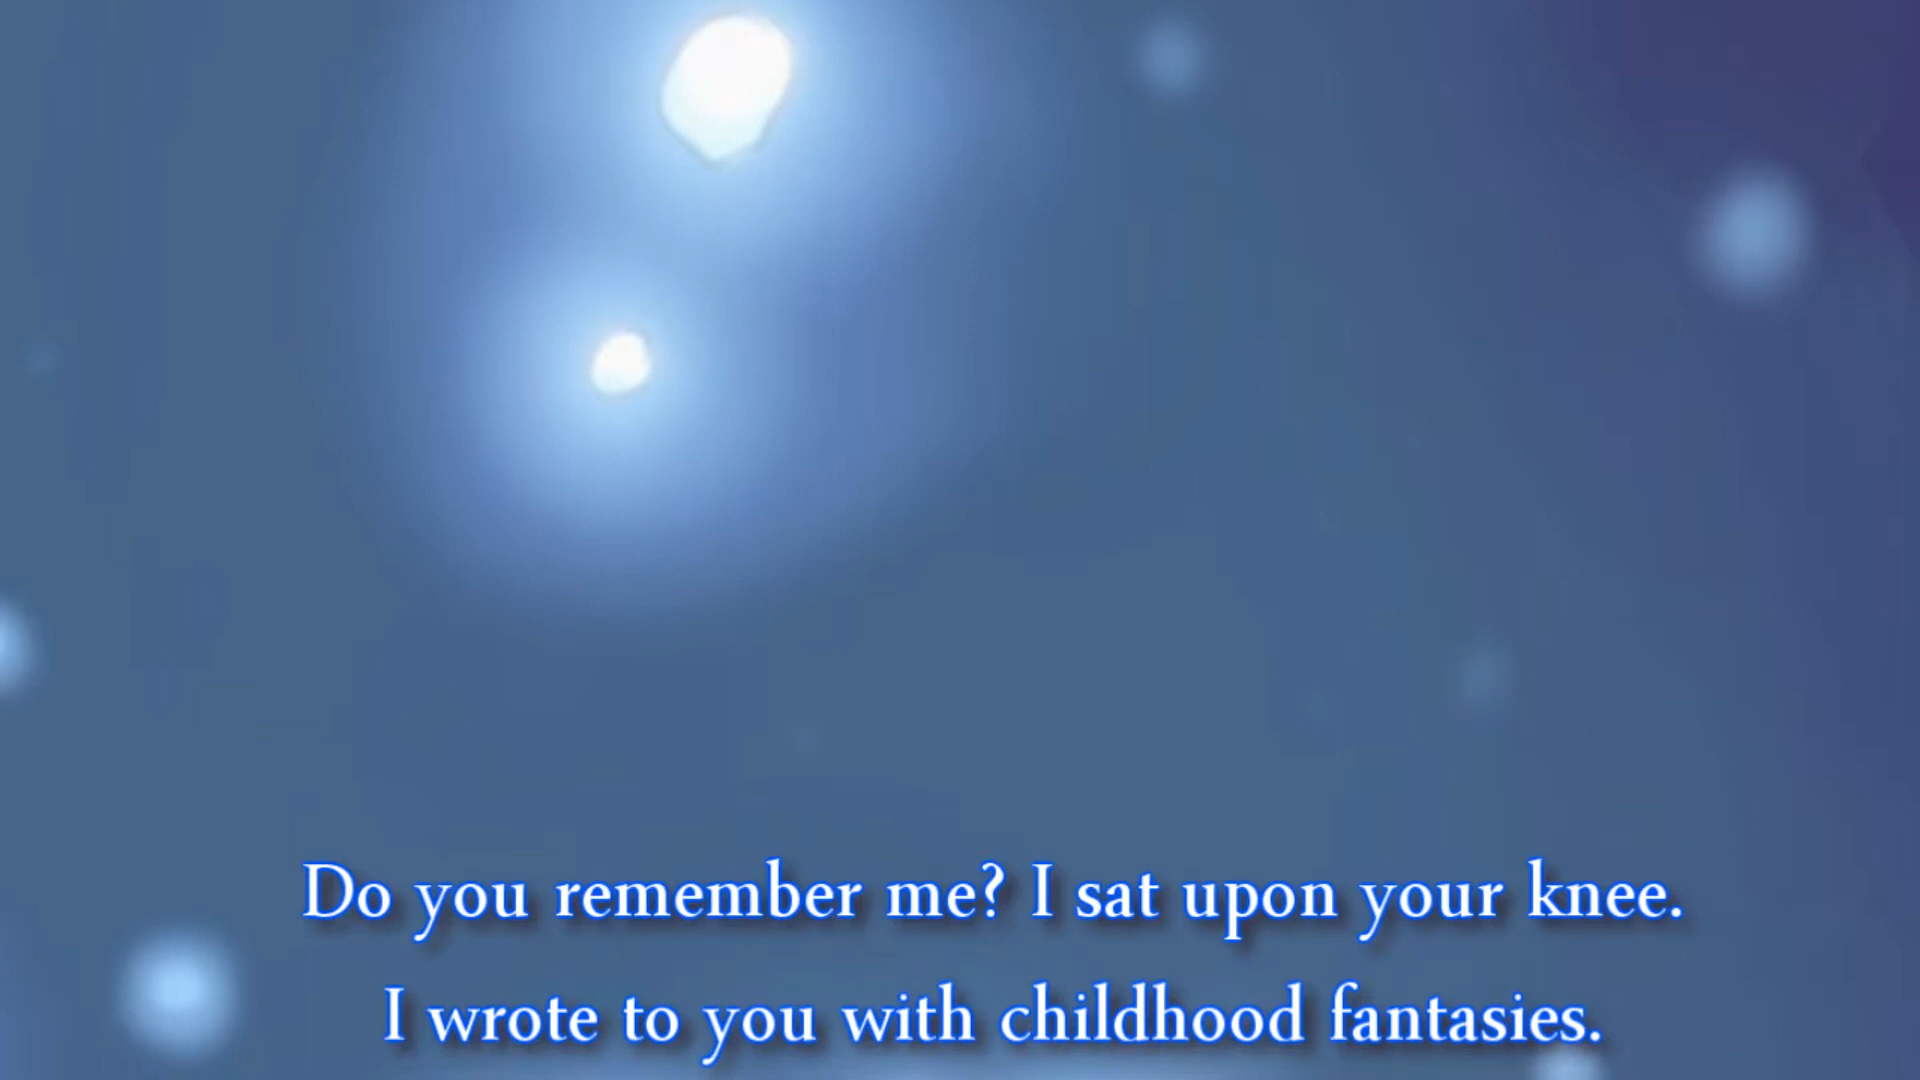 Do you remember me? I sat upon your knee.
I wrote to you with childhood fantasies.